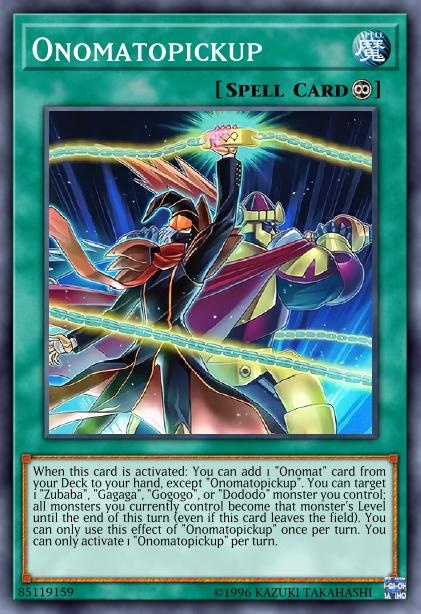 ONOMATOPICKUP
SPELL
魔
[SPELL CARD]
When this card is activated: You can add 1 "Onomat" card from
your Deck to your hand, except "Onomatopickup". You can target
1 "Zubaba", "Gagaga", "Gogogo", or "Dododo" monster you control;
all monsters you currently control become that monster's Level
until the end of this turn (even if this card leaves the field). You
can only use this effect of "Onomatopickup" once per turn. You
can only activate 1 "Onomatopickup" per turn.
85119159
©1996 KAZUKI TAKAHASHI